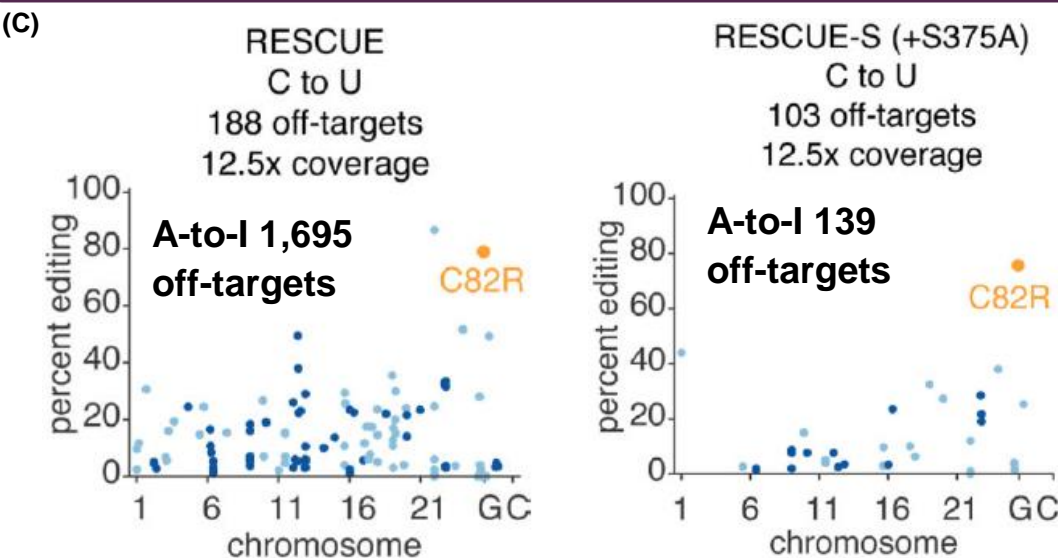 (C)
RESCUE
C to U
188 off-targets
12.5x coverage
A-to-I 1,695
off-targets
C82R
percent editing
100
80
60
40
20
0
1 6 11 16 21 GC
chromosome
RESCUE-S (+S375A)
C to U
103 off-targets
12.5x coverage
A-to-I 139
off-targets
C82R
percent editing
100
80
60
40
20
0
1 6 11 16 21 GC
chromosome